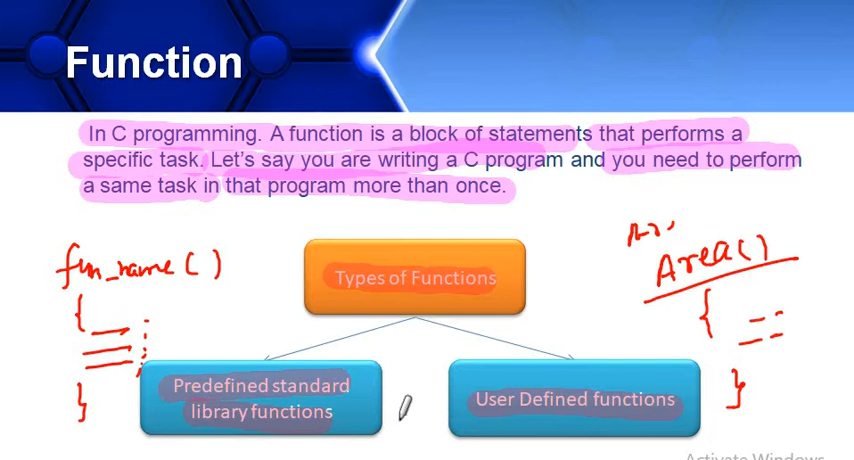 Function
In C programming. A function is a block of statements that performs a
specific task. Let's say you are writing a C program and you need to perform
a same task in that program more than once.
fun_name ( )
{
}
Types of Functions
Area( )
{
}
Predefined standard
library functions
User Defined functions
Activate Windows